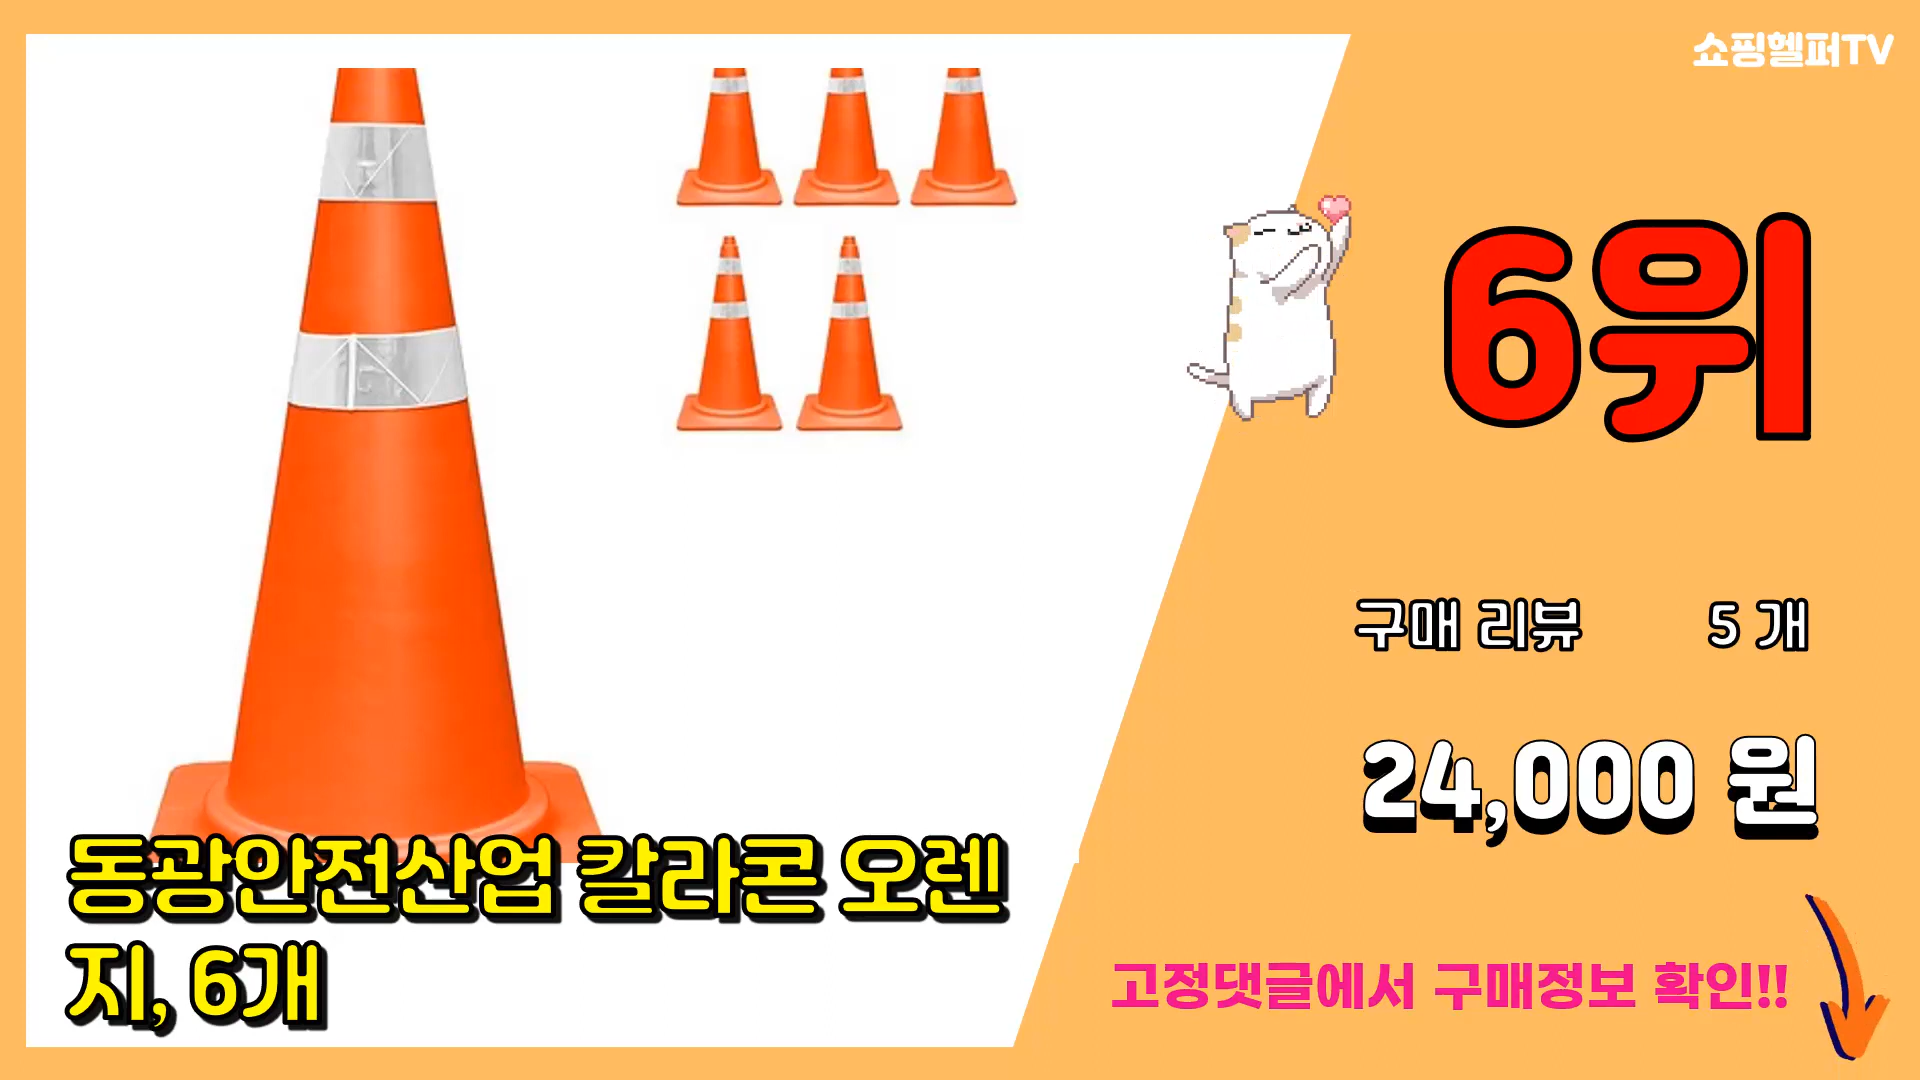 쇼핑헬퍼TV
6위
구매 리뷰 5 개
24,000 원
동광안전산업 칼라콘 오렌
지, 6개
고정댓글에서 구매정보 확인!!